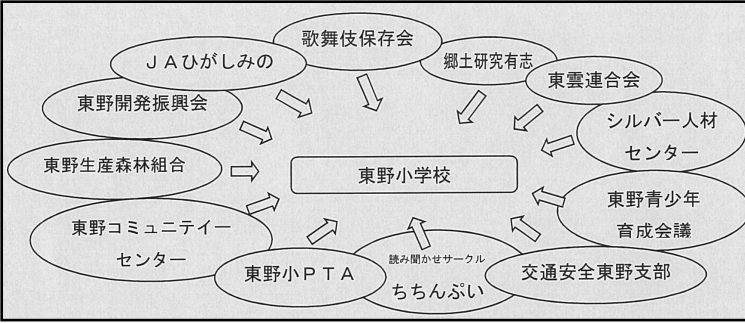 歌舞伎保存会
JAひがしみの
郷土研究有志
東雲連合会
東野開発振興会
シルバー人材
センター
東野生産森林組合
東野小学校
東野青少年
育成会議
東野コミュニテイー
センター
読み聞かせサークル
東野小PTA
ちちんぷい
交通安全東野支部